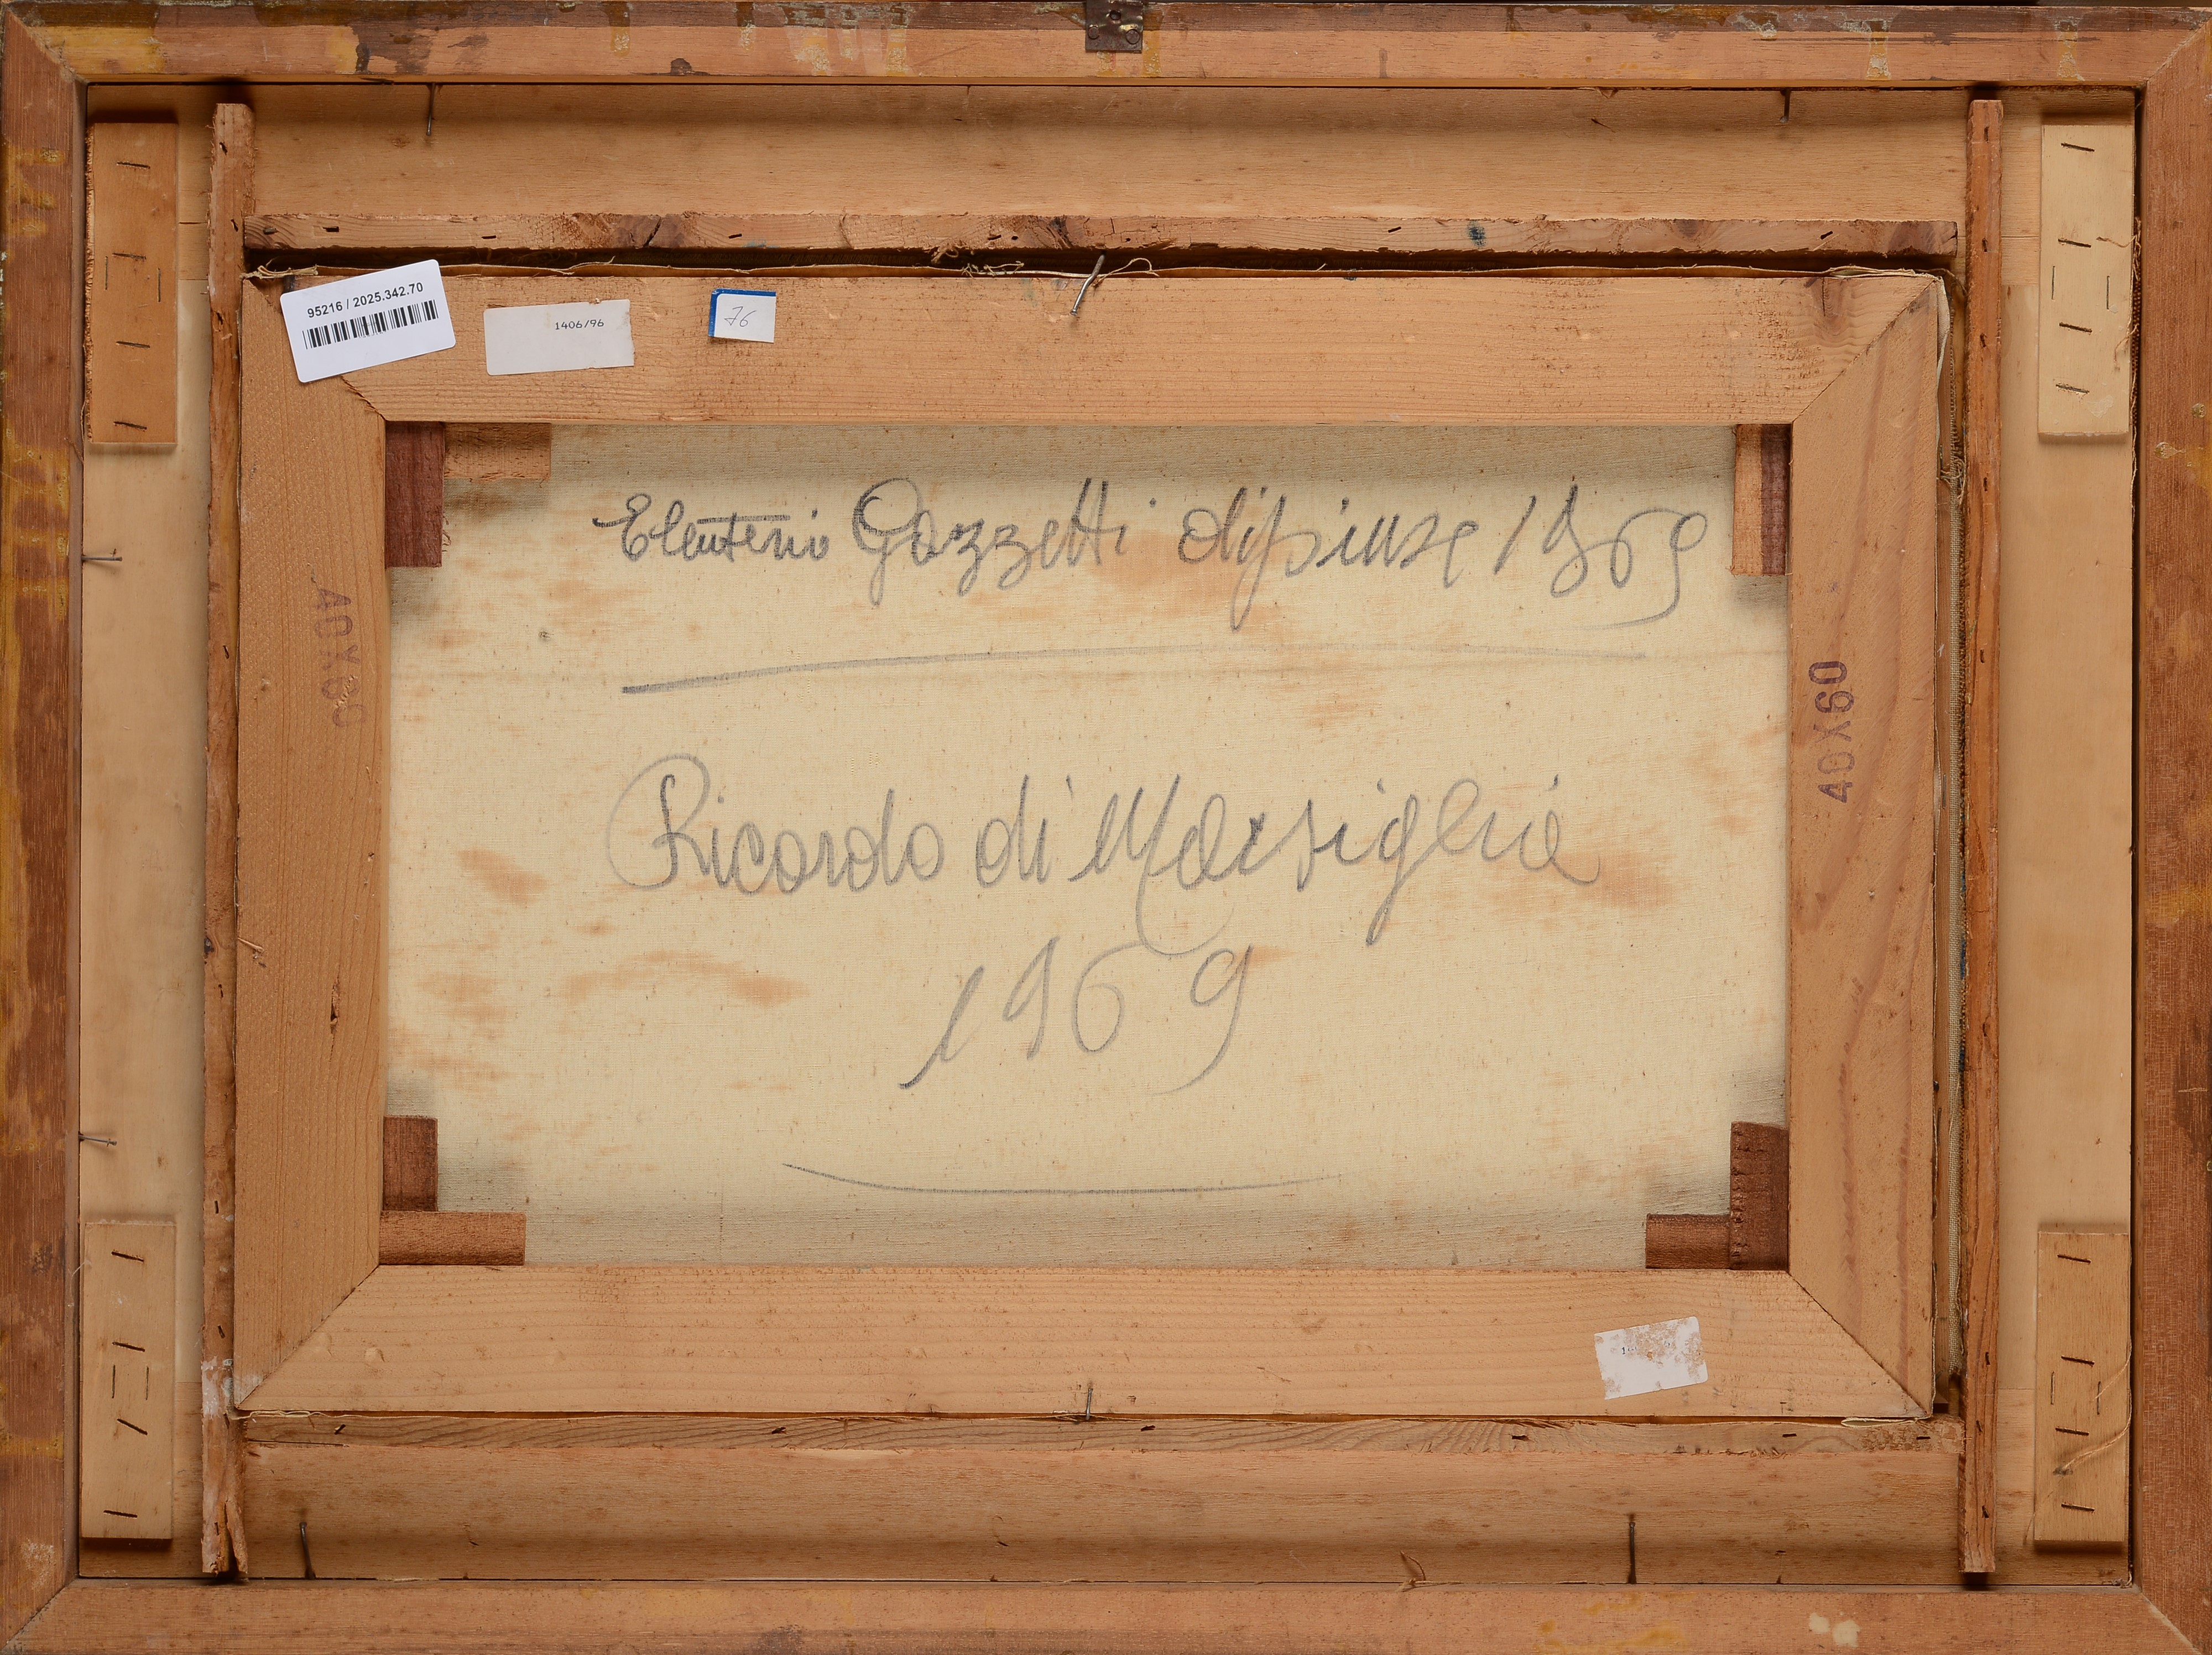 95216 / 2025.342.70
1406/96
76
Eleuterio Gazzetti dipinse 1969
40X60
40X60
Ricordo di Marsiglia
1969